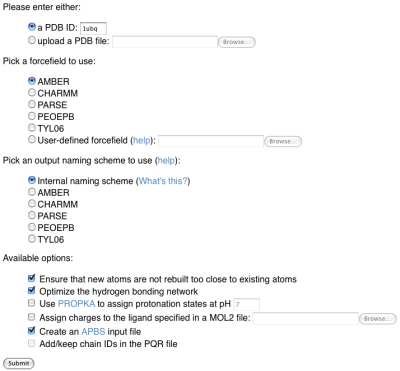 Please enter either:
a PDB ID: 1ubq
upload a PDB file: Browse...
Pick a forcefield to use:
AMBER
CHARMM
PARSE
PEOEPB
TYL06
User-defined forcefield (help): Browse...
Pick an output naming scheme to use (help):
Internal naming scheme (What's this?)
AMBER
CHARMM
PARSE
PEOEPB
TYL06
Available options:
Ensure that new atoms are not rebuilt too close to existing atoms
Optimize the hydrogen bonding network
Use PROPKA to assign protonation states at pH 7
Assign charges to the ligand specified in a MOL2 file: Browse...
Create an APBS input file
Add/keep chain IDs in the PQR file
Submit